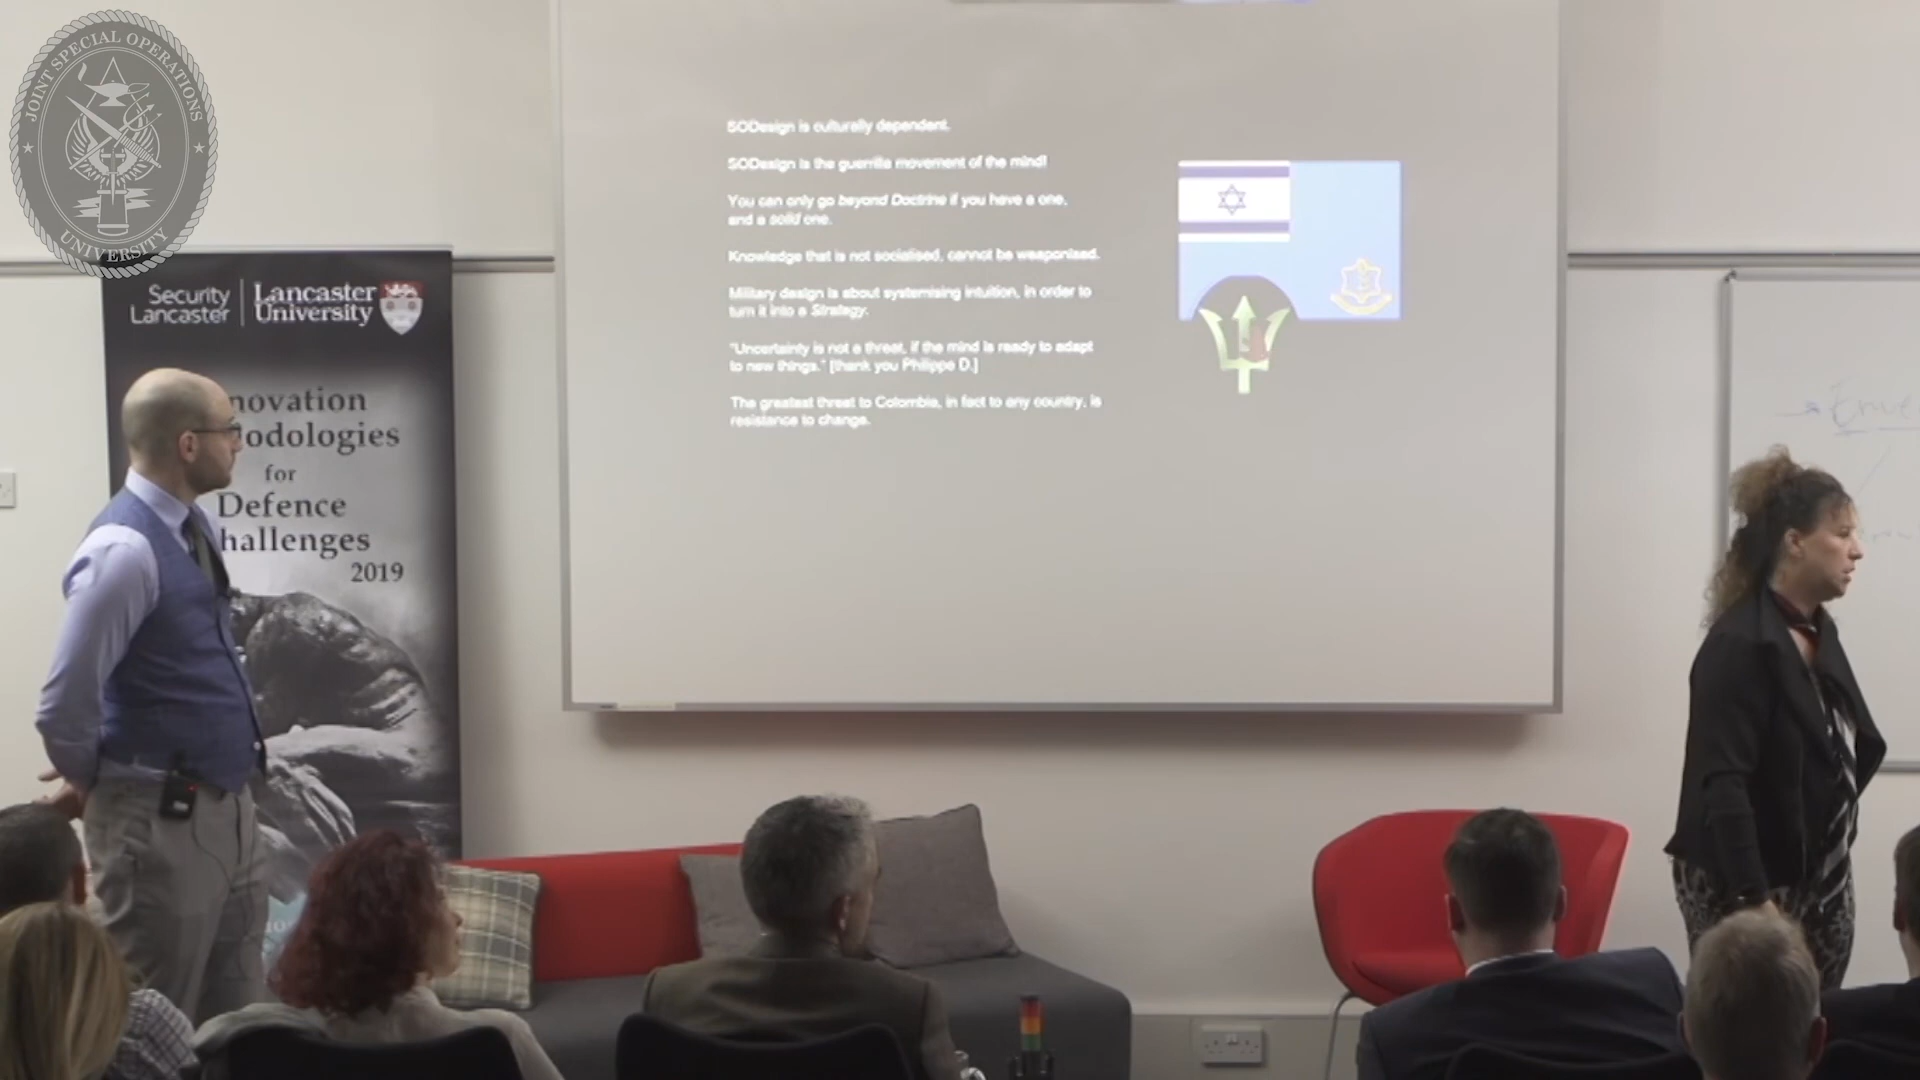 JOINT SPECIAL OPERATIONS
UNIVERSITY
Security
Lancaster
Lancaster
University
novation
odologies
for
Defence
hallenges
2019
SODesign is culturally dependent.
SODesign is the guerrilla movement of the mind!
You can only go beyond Doctrine if you have a one,
and a solid one.
Knowledge that is not socialised, cannot be weaponised.
Military design is about systemising intuition, in order to
turn it into a Strategy.
"Uncertainty is not a threat, if the mind is ready to adapt
to new things." [thank you Philippe D.]
The greatest threat to Colombia, in fact to any country, is
resistance to change.